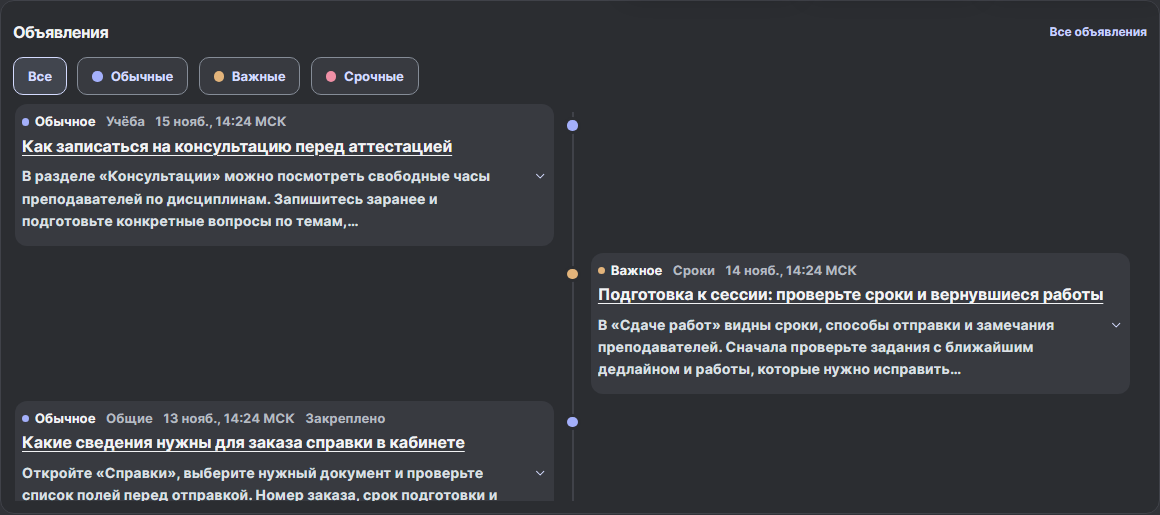 Объявления
Все объявления
Все
Обычные
Важные
Срочные
Обычное Учёба 15 нояб., 14:24 МСК
Как записаться на консультацию перед аттестацией
В разделе «Консультации» можно посмотреть свободные часы
преподавателей по дисциплинам. Запишитесь заранее и
подготовьте конкретные вопросы по темам,…
Важное Сроки 14 нояб., 14:24 МСК
Подготовка к сессии: проверьте сроки и вернувшиеся работы
В «Сдаче работ» видны сроки, способы отправки и замечания
преподавателей. Сначала проверьте задания с ближайшим
дедлайном и работы, которые нужно исправить…
Обычное Общие 13 нояб., 14:24 МСК Закреплено
Какие сведения нужны для заказа справки в кабинете
Откройте «Справки», выберите нужный документ и проверьте
список полей перед отправкой. Номер заказа, срок подготовки и